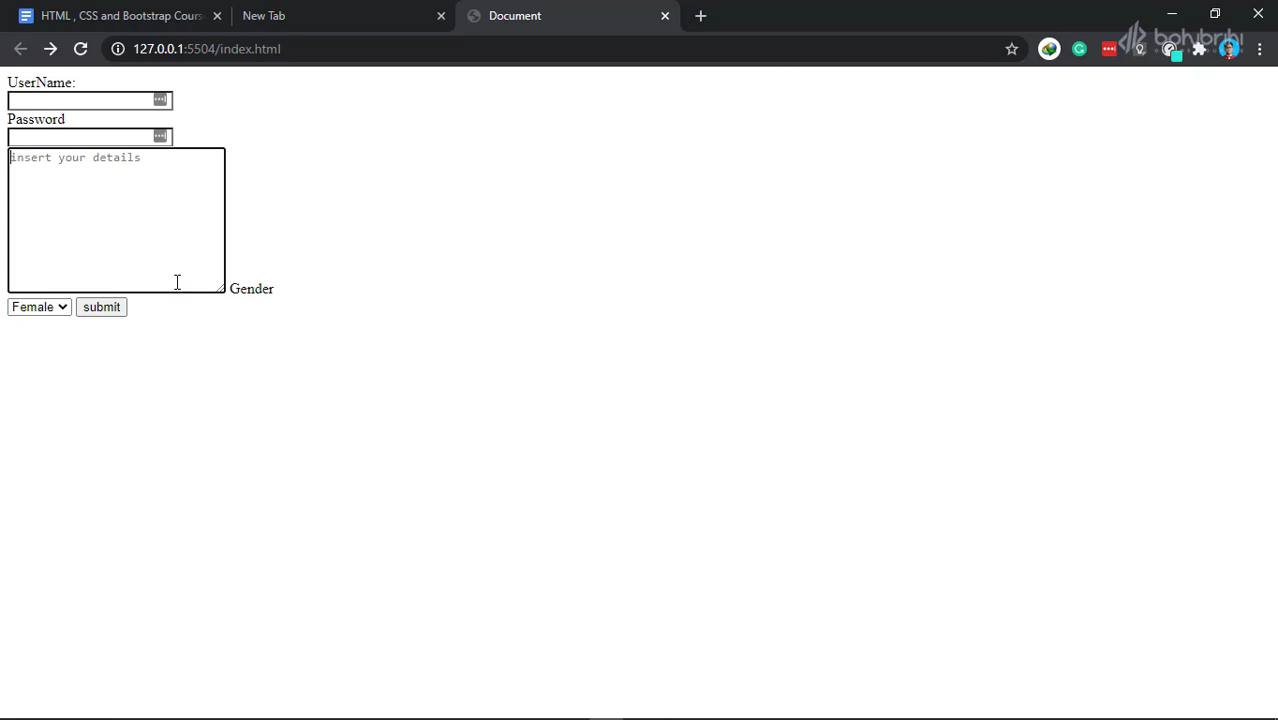 HTML , CSS and Bootstrap Cours
New Tab
Document
127.0.0.1:5504/index.html
bohubrihi
UserName:
Password
insert your details
Gender
Female
submit